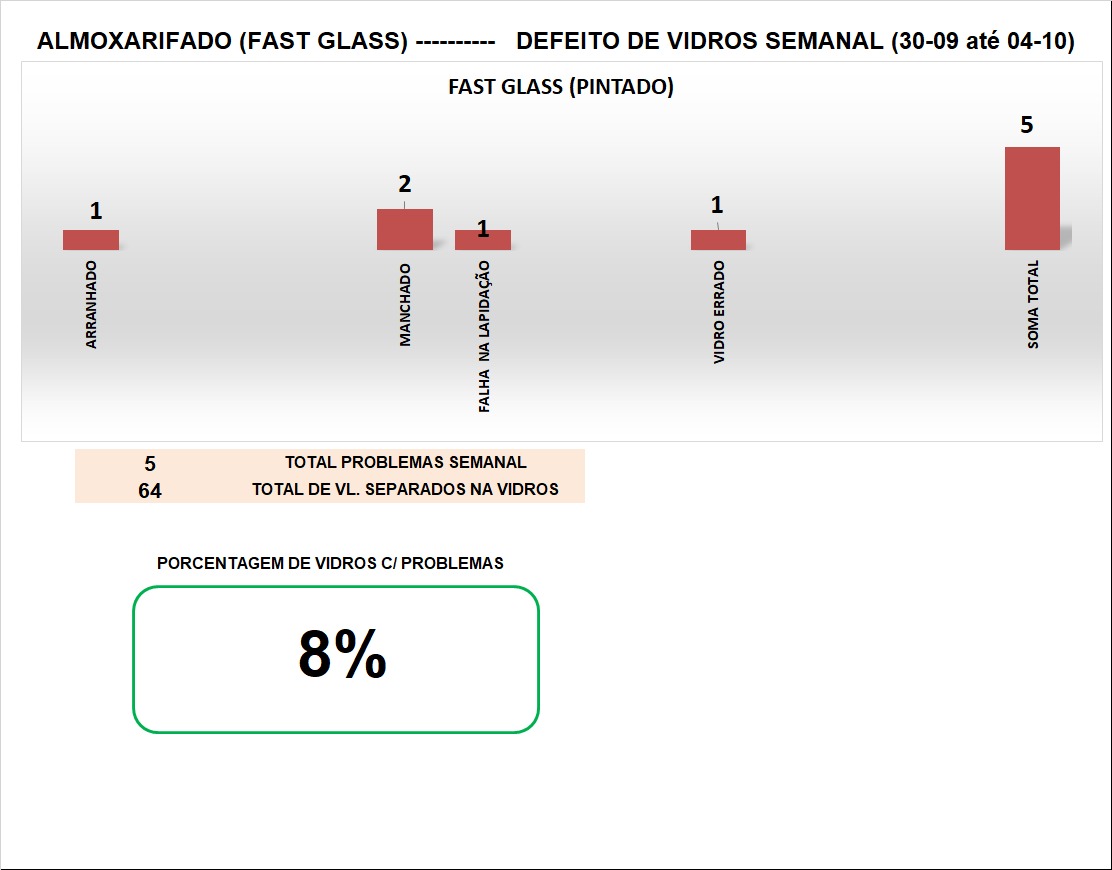 ALMOXARIFADO (FAST GLASS) ---------- DEFEITO DE VIDROS SEMANAL (30-09 até 04-10)
FAST GLASS (PINTADO)
1
2
1
1
5
ARRANHADO
MANCHADO
FALHA NA LAPIDAÇÃO
VIDRO ERRADO
SOMA TOTAL
5 TOTAL PROBLEMAS SEMANAL
64 TOTAL DE VL. SEPARADOS NA VIDROS
PORCENTAGEM DE VIDROS C/ PROBLEMAS
8%